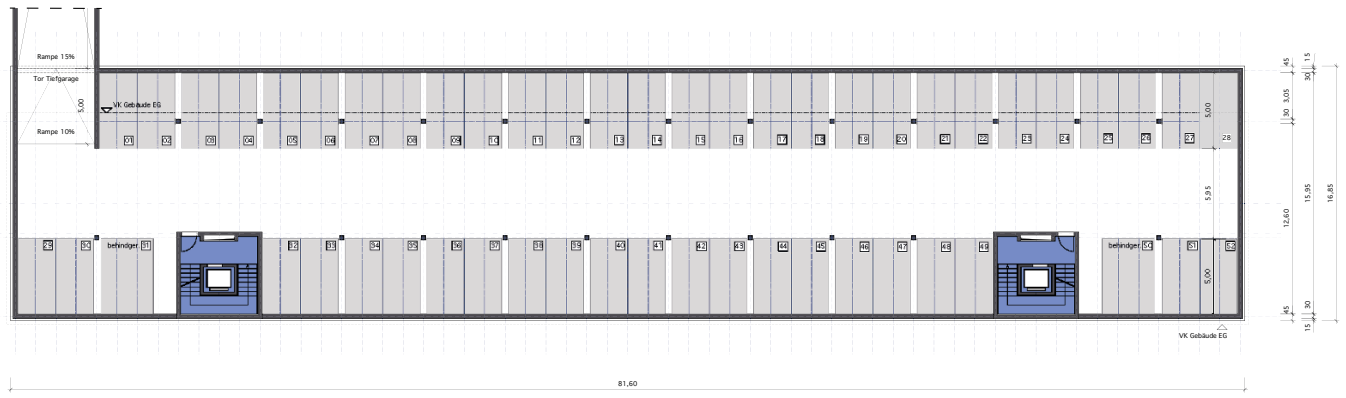 Rampe 15%
Tor Tiefgarage
Rampe 10%
5,00
VK Gebäude EG
01 02 03 04 05 06 07 08 09 10 11 12 13 14 15 16 17 18 19 20 21 22 23 24 25 26 27 28
5,00
5,95
29 30 behindger. 31 32 33 34 35 36 37 38 39 40 41 42 43 44 45 46 47 48 49 behindger. 50 51 52
5,00
VK Gebäude EG
45 15
30
3,05
30
12,60
15,95
16,85
45 30
15
81,60